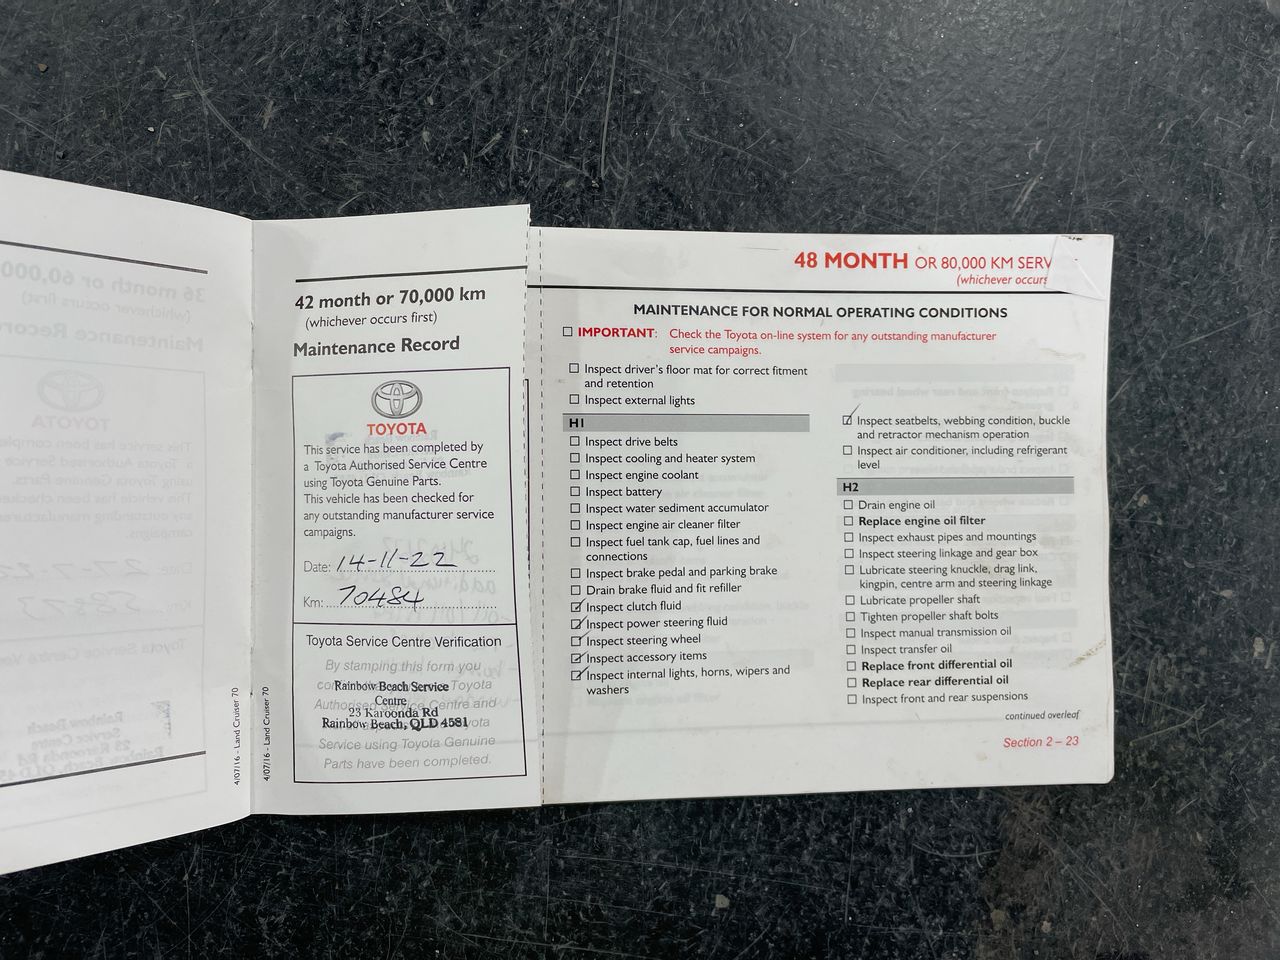 42 month or 70,000 km
(whichever occurs first)
Maintenance Record
TOYOTA
This service has been completed by
a Toyota Authorised Service Centre
using Toyota Genuine Parts.
This vehicle has been checked for
any outstanding manufacturer service
campaigns.
Date: 14-11-22
Km: 70484
Toyota Service Centre Verification
By stamping this form you
Toyota
Authorised Service Centre and
Service using Toyota Genuine
Parts have been completed.
Rainbow Beach Service
Centre
23 Karoonda Rd
Rainbow Beach, QLD 4581
4/07/16 - Land Cruiser 70
4/07/16 - Land Cruiser 70
48 MONTH OR 80,000 KM SERV
(whichever occurs
MAINTENANCE FOR NORMAL OPERATING CONDITIONS
IMPORTANT: Check the Toyota on-line system for any outstanding manufacturer
service campaigns.
Inspect driver's floor mat for correct fitment
and retention
Inspect external lights
H1
Inspect drive belts
Inspect cooling and heater system
Inspect engine coolant
Inspect battery
Inspect water sediment accumulator
Inspect engine air cleaner filter
Inspect fuel tank cap, fuel lines and
connections
Inspect brake pedal and parking brake
Drain brake fluid and fit refiller
Inspect clutch fluid
Inspect power steering fluid
Inspect steering wheel
Inspect accessory items
Inspect internal lights, horns, wipers and
washers
Inspect seatbelts, webbing condition, buckle
and retractor mechanism operation
Inspect air conditioner, including refrigerant
level
H2
Drain engine oil
Replace engine oil filter
Inspect exhaust pipes and mountings
Inspect steering linkage and gear box
Lubricate steering knuckle, drag link,
kingpin, centre arm and steering linkage
Lubricate propeller shaft
Tighten propeller shaft bolts
Inspect manual transmission oil
Inspect transfer oil
Replace front differential oil
Replace rear differential oil
Inspect front and rear suspensions
continued overleaf
Section 2 – 23